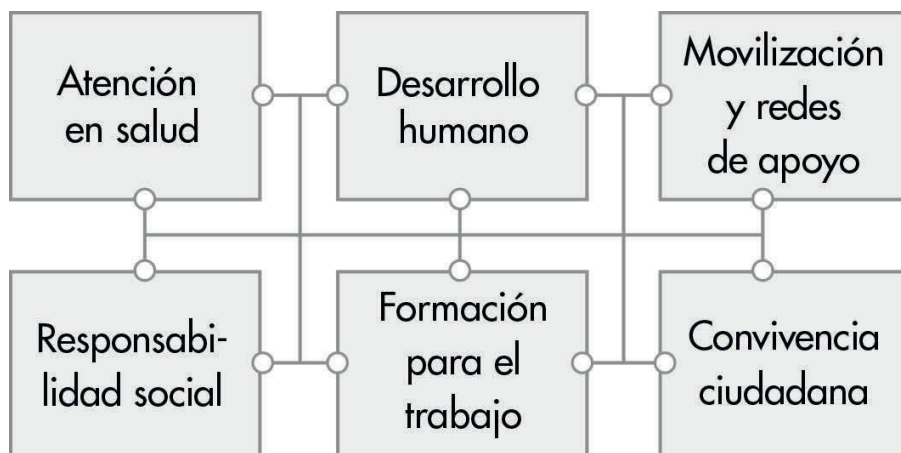 Atención
en salud
Desarrollo
humano
Movilización
y redes
de apoyo
Responsabi-
lidad social
Formación
para el
trabajo
Convivencia
ciudadana